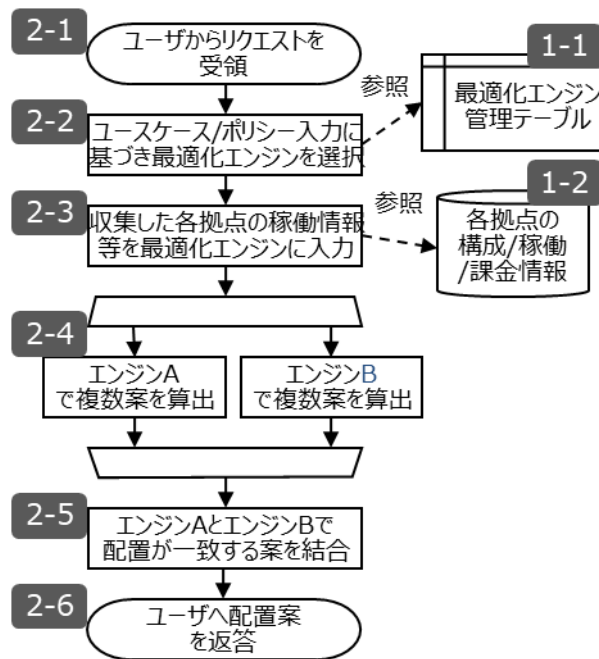 2-1
ユーザからリクエストを
受領
1-1
参照
最適化エンジン
管理テーブル
2-2
ユースケース/ポリシー入力に
基づき最適化エンジンを選択
1-2
2-3
収集した各拠点の稼働情報
等を最適化エンジンに入力
参照
各拠点の
構成/稼働
/課金情報
2-4
エンジンA
で複数案を算出
エンジンB
で複数案を算出
2-5
エンジンAとエンジンBで
配置が一致する案を結合
2-6
ユーザへ配置案
を返答